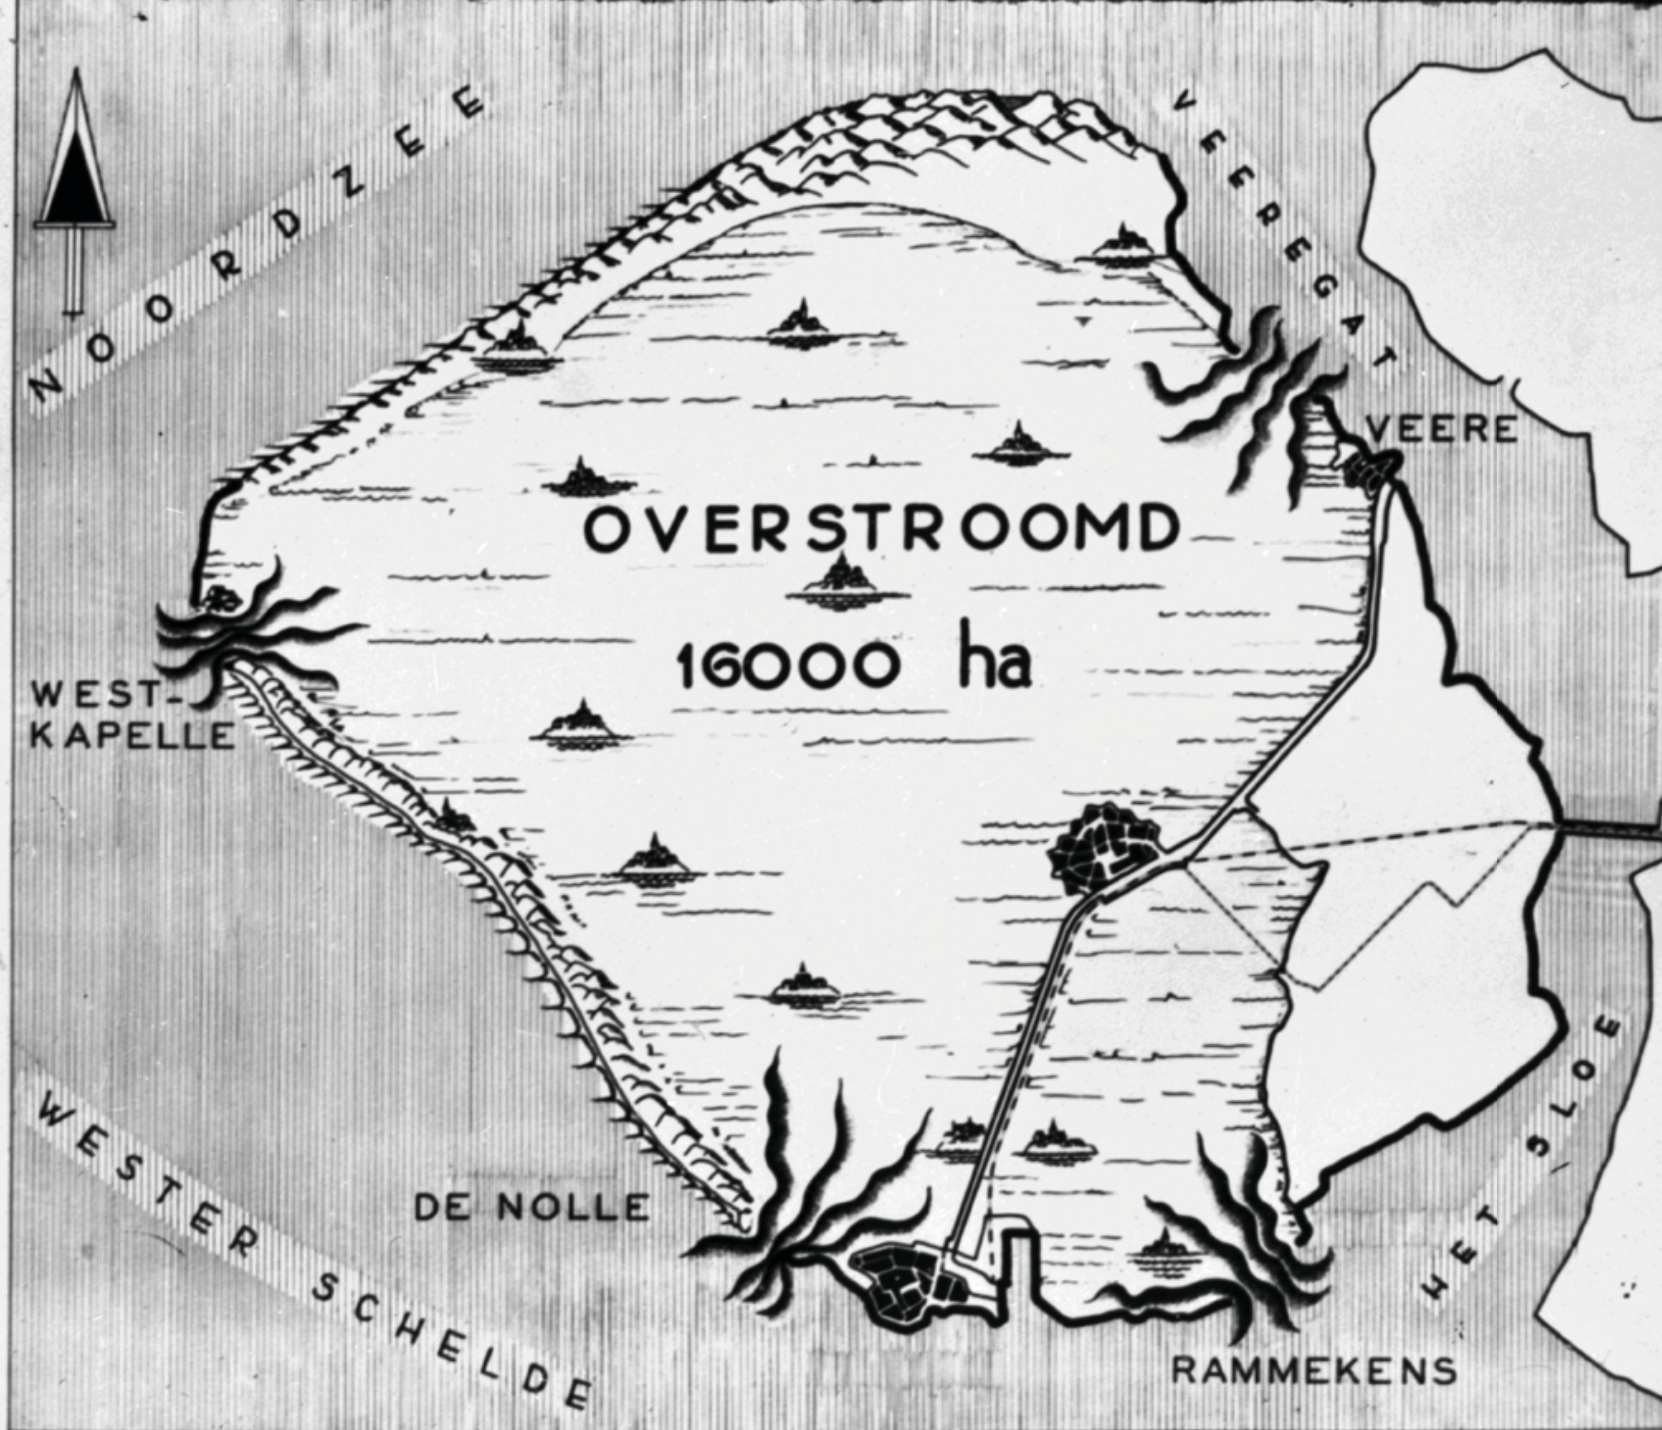 NOORDZEE
VEEREGAT
VEERE
OVERSTROOMD
16000 ha
WEST-
KAPELLE
DE NOLLE
WESTER SCHELDE
HET SLOE
RAMMEKENS